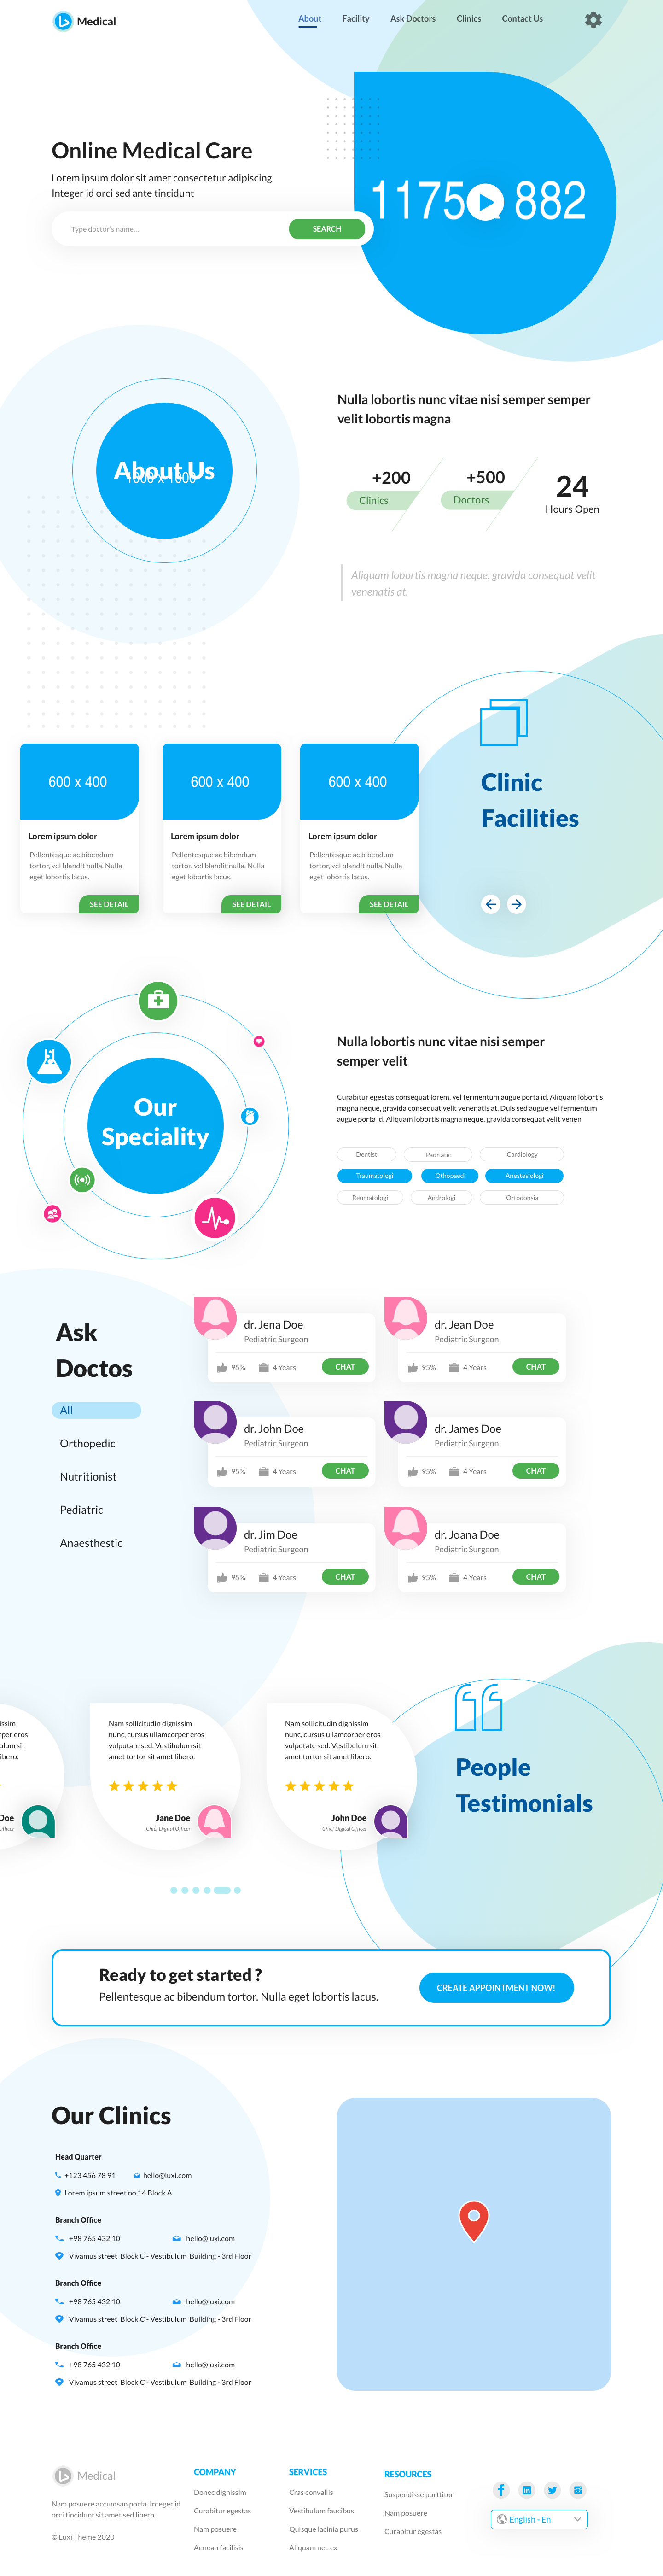 Medical
About Facility Ask Doctors Clinics Contact Us
Online Medical Care
Lorem ipsum dolor sit amet consectetur adipiscing
Integer id orci sed ante tincidunt
Type doctor's name...
SEARCH
1175 882
About Us
1000 x 1000
Nulla lobortis nunc vitae nisi semper semper
velit lobortis magna
+200
Clinics
+500
Doctors
24
Hours Open
Aliquam lobortis magna neque, gravida consequat velit
venenatis at.
600 x 400
Lorem ipsum dolor
Pellentesque ac bibendum
tortor, vel blandit nulla. Nulla
eget lobortis lacus.
SEE DETAIL
600 x 400
Lorem ipsum dolor
Pellentesque ac bibendum
tortor, vel blandit nulla. Nulla
eget lobortis lacus.
SEE DETAIL
600 x 400
Lorem ipsum dolor
Pellentesque ac bibendum
tortor, vel blandit nulla. Nulla
eget lobortis lacus.
SEE DETAIL
Clinic
Facilities
Our
Speciality
Nulla lobortis nunc vitae nisi semper
semper velit
Curabitur egestas consequat lorem, vel fermentum augue porta id. Aliquam lobortis
magna neque, gravida consequat velit venenatis at. Duis sed augue vel fermentum
augue porta id. Aliquam lobortis magna neque, gravida consequat velit venen
Dentist Padriatic Cardiology
Traumatologi Othopaedi Anestesiologi
Reumatologi Andrologi Ortodonsia
Ask
Doctos
All
Orthopedic
Nutritionist
Pediatric
Anaesthestic
dr. Jena Doe
Pediatric Surgeon
95% 4 Years CHAT
dr. Jean Doe
Pediatric Surgeon
95% 4 Years CHAT
dr. John Doe
Pediatric Surgeon
95% 4 Years CHAT
dr. James Doe
Pediatric Surgeon
95% 4 Years CHAT
dr. Jim Doe
Pediatric Surgeon
95% 4 Years CHAT
dr. Joana Doe
Pediatric Surgeon
95% 4 Years CHAT
issim
rper eros
ulum sit
ibero.
Doe
Officer
Nam sollicitudin dignissim
nunc, cursus ullamcorper eros
vulputate sed. Vestibulum sit
amet tortor sit amet libero.
Jane Doe
Chief Digital Officer
Nam sollicitudin dignissim
nunc, cursus ullamcorper eros
vulputate sed. Vestibulum sit
amet tortor sit amet libero.
John Doe
Chief Digital Officer
People
Testimonials
Ready to get started ?
Pellentesque ac bibendum tortor. Nulla eget lobortis lacus.
CREATE APPOINTMENT NOW!
Our Clinics
Head Quarter
+123 456 78 91 hello@luxi.com
Lorem ipsum street no 14 Block A
Branch Office
+98 765 432 10 hello@luxi.com
Vivamus street Block C - Vestibulum Building - 3rd Floor
Branch Office
+98 765 432 10 hello@luxi.com
Vivamus street Block C - Vestibulum Building - 3rd Floor
Branch Office
+98 765 432 10 hello@luxi.com
Vivamus street Block C - Vestibulum Building - 3rd Floor
Medical
Nam posuere accumsan porta. Integer id
orci tincidunt sit amet sed libero.
© Luxi Theme 2020
COMPANY
Donec dignissim
Curabitur egestas
Nam posuere
Aenean facilisis
SERVICES
Cras convallis
Vestibulum faucibus
Quisque lacinia purus
Aliquam nec ex
RESOURCES
Suspendisse porttitor
Nam posuere
Curabitur egestas
English - En